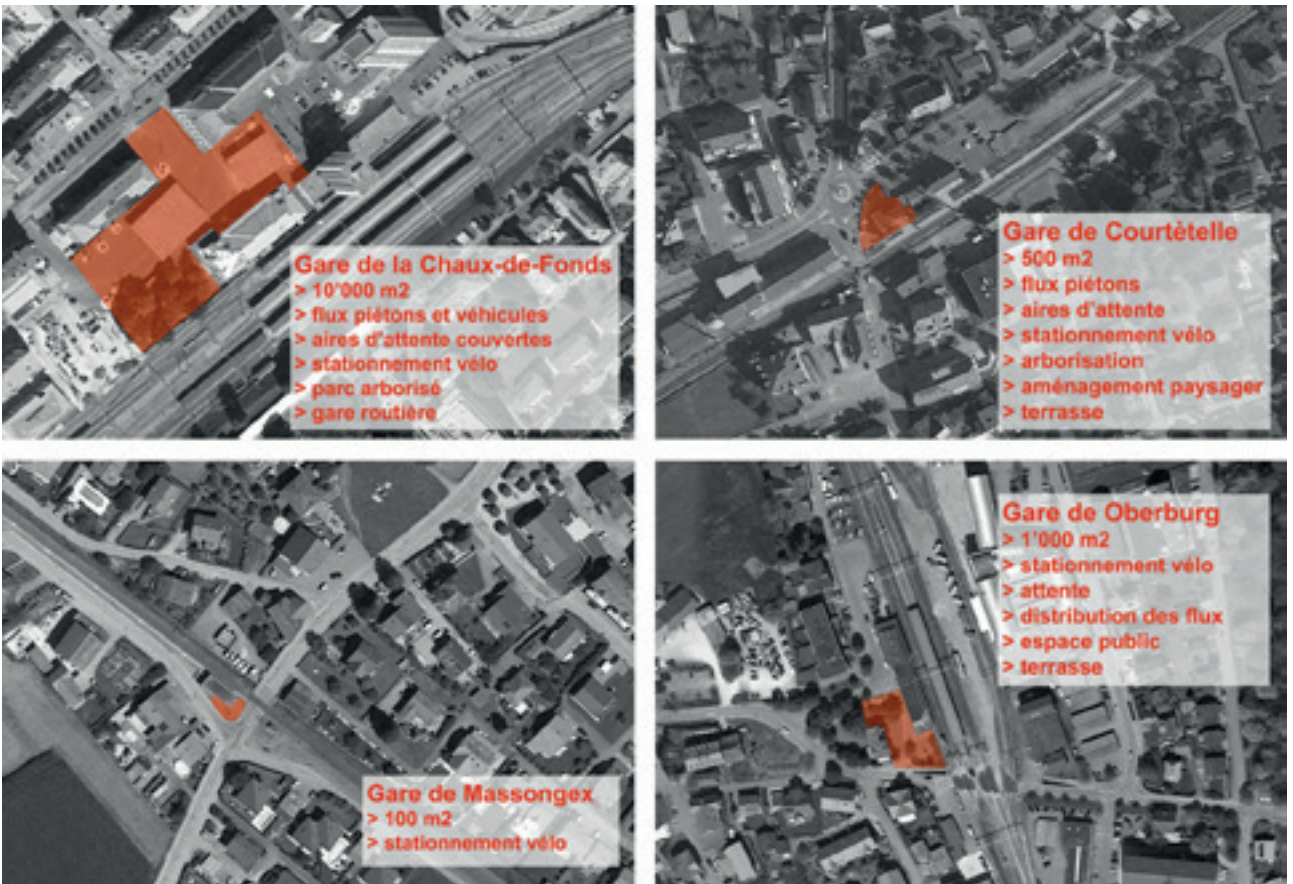 Gare de la Chaux-de-Fonds
> 10'000 m2
> flux piétons et véhicules
> aires d'attente couvertes
> stationnement vélo
> parc arborisé
> gare routière
Gare de Courtètelle
> 500 m2
> flux piétons
> aires d'attente
> stationnement vélo
> arborisation
> aménagement paysager
> terrasse
Gare de Massongex
> 100 m2
> stationnement vélo
Gare de Oberburg
> 1'000 m2
> stationnement vélo
> attente
> distribution des flux
> espace public
> terrasse